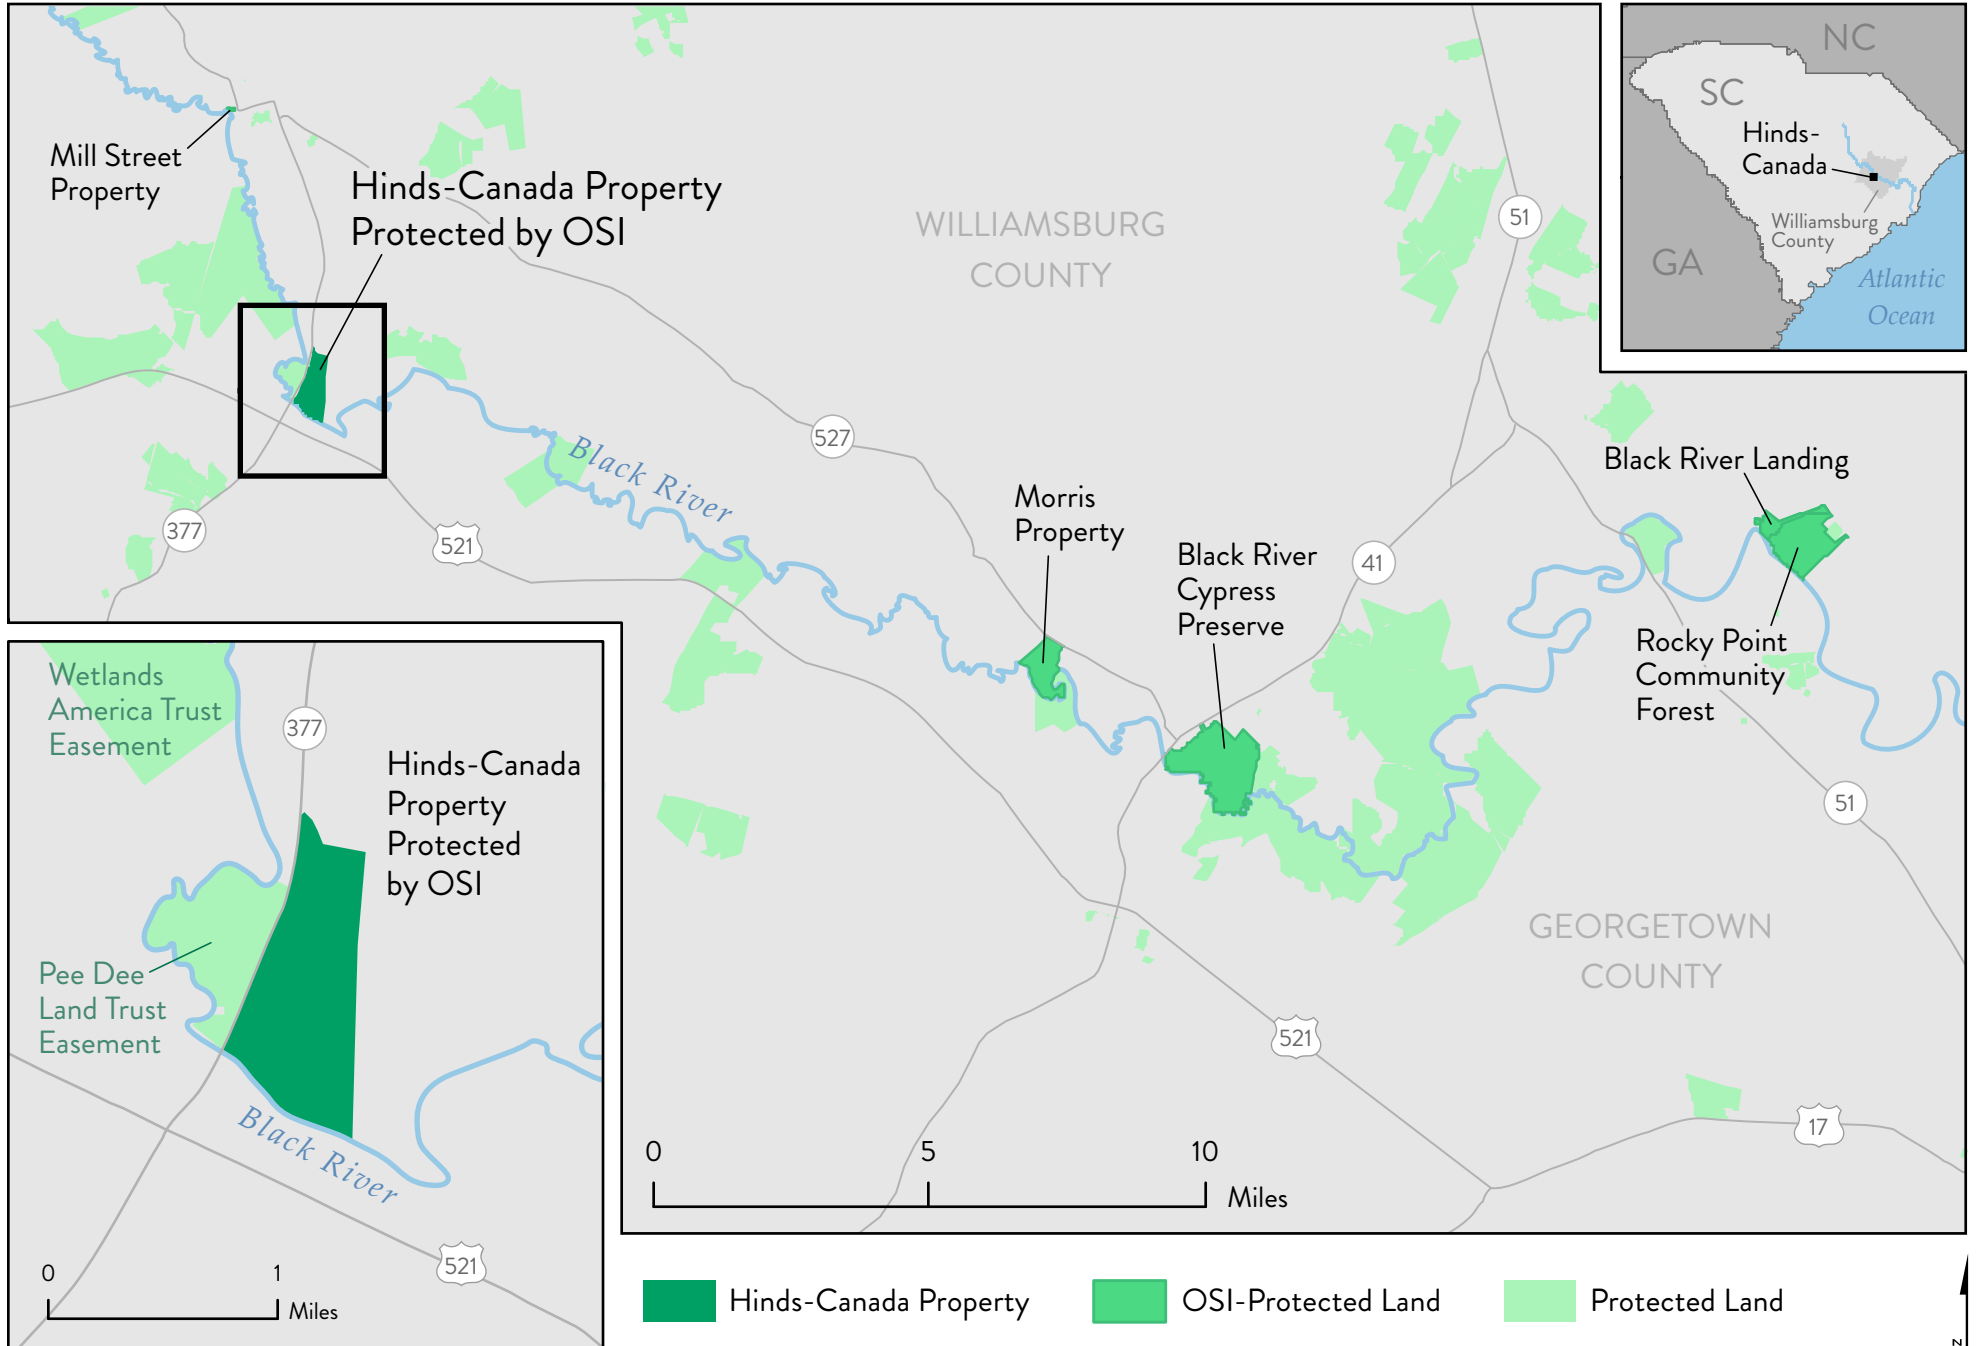 Mill Street
Property
Hinds-Canada Property
Protected by OSI
WILLIAMSBURG
COUNTY
51
527
377
521
Black River
Morris
Property
Black River
Cypress
Preserve
41
Black River Landing
Rocky Point
Community
Forest
51
GEORGETOWN
COUNTY
521
17
0 5 10
Miles
NC
SC
Hinds-
Canada
Williamsburg
County
GA
Atlantic
Ocean
Wetlands
America Trust
Easement
377
Hinds-Canada
Property
Protected
by OSI
Pee Dee
Land Trust
Easement
Black River
521
0 1
Miles
Hinds-Canada Property
OSI-Protected Land
Protected Land
N